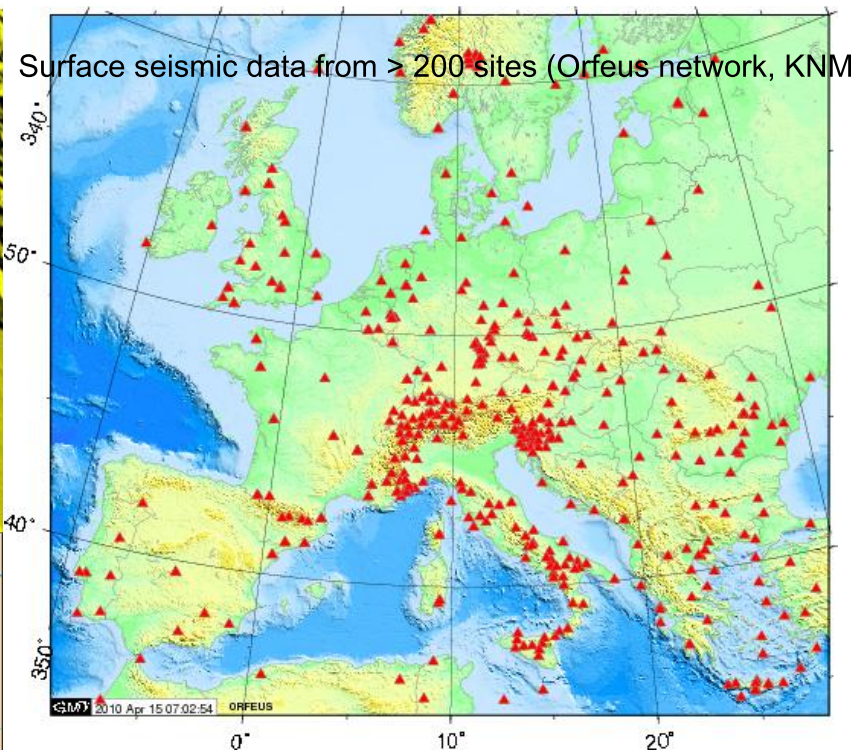 Surface seismic data from > 200 sites (Orfeus network, KNM
340°
50°
40°
350°
GMT 2010 Apr 15 07:02:54 ORFEUS
0° 10° 20°